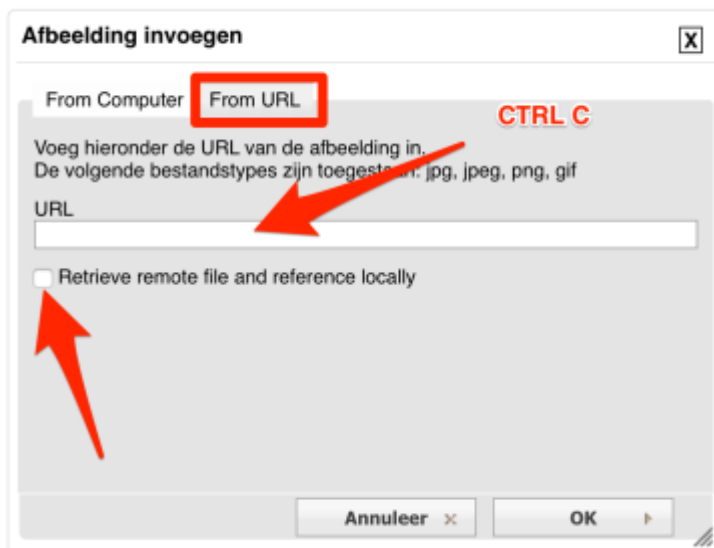 Afbeelding invoegen
X
From Computer From URL
CTRL C
Voeg hieronder de URL van de afbeelding in.
De volgende bestandstypes zijn toegestaan: jpg, jpeg, png, gif
URL
Retrieve remote file and reference locally
Annuleer x OK